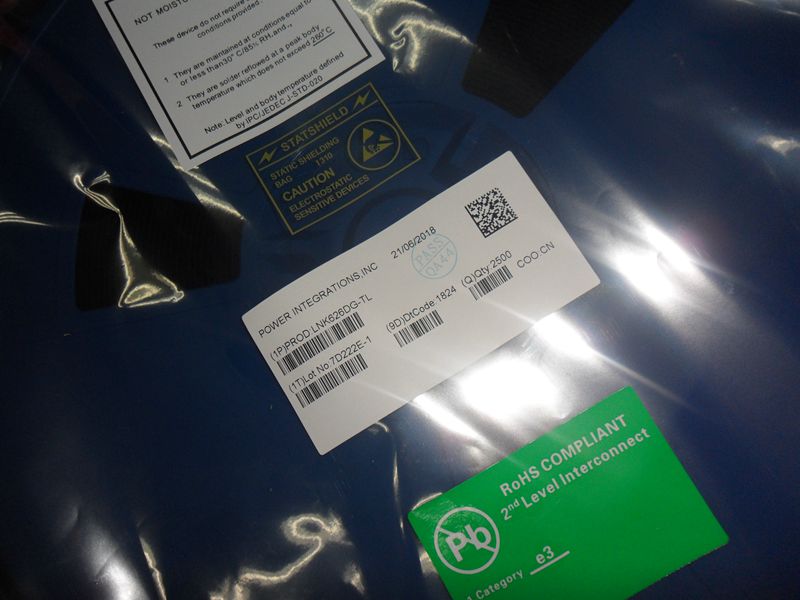 NOT MOISTU
These device do not require
conditions provided :
1. They are maintained at conditions equal to
or less than30° C/85% RH,and,
2 They are solder reflowed at a peak body
temperature which does not exceed 260°C
Note:Level and body temperature defined
by IPC/JEDEC J-STD-020
STATSHIELD
STATIC SHIELDING
BAG 1310
CAUTION
ELECTROSTATIC
SENSITIVE DEVICES
POWER INTEGRATIONS,INC 21/06/2018
PASS
QA44
(1P)PROD:LNK626DG-TL
(9D)DtCode:1824 (Q)Qty:2500 COO:CN
(1T)Lot No:7D222E-1
RoHS COMPLIANT
2nd Level Interconnect
Pb
Category e3